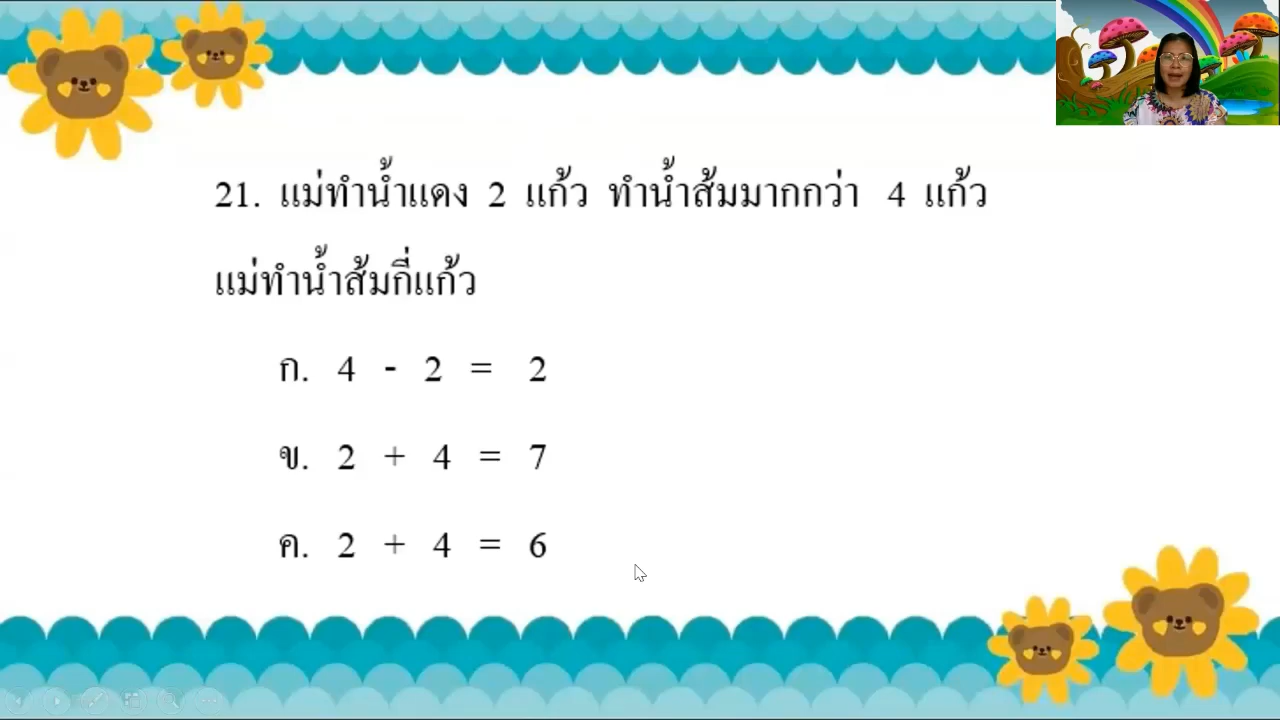 21. แม่ทำน้ำแดง 2 แก้ว ทำน้ำส้มมากกว่า 4 แก้ว
แม่ทำน้ำส้มกี่แก้ว
ก. 4 - 2 = 2
ข. 2 + 4 = 7
ค. 2 + 4 = 6